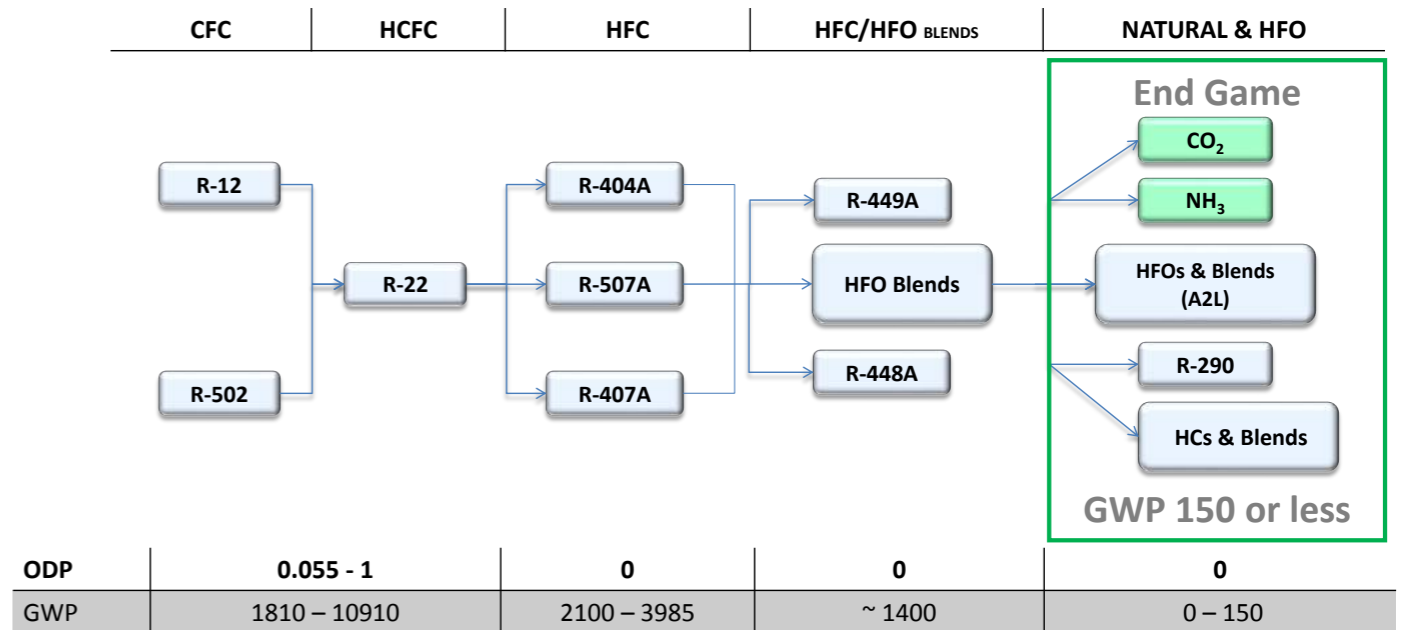 CFC HCFC HFC HFC/HFO BLENDS NATURAL & HFO
End Game
CO₂
R-12 R-404A R-449A NH₃
R-22 R-507A HFO Blends HFOs & Blends
(A2L)
R-502 R-407A R-448A R-290
HCs & Blends
GWP 150 or less
ODP 0.055 - 1 0 0 0
GWP 1810 – 10910 2100 – 3985 ~ 1400 0 – 150